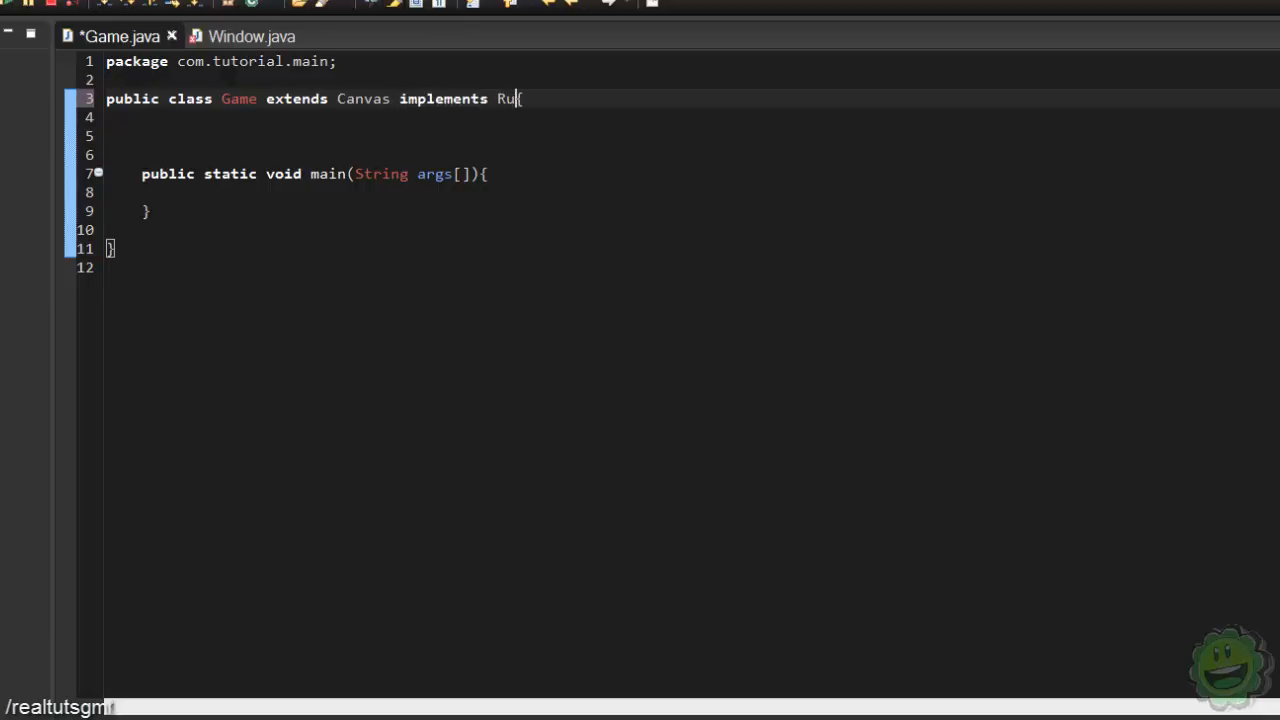 *Game.java
Window.java
1 package com.tutorial.main;
2
3 public class Game extends Canvas implements Ru{
4
5
6
7 public static void main(String args[]){
8
9 }
10
11 }
12
/realtutsgmr